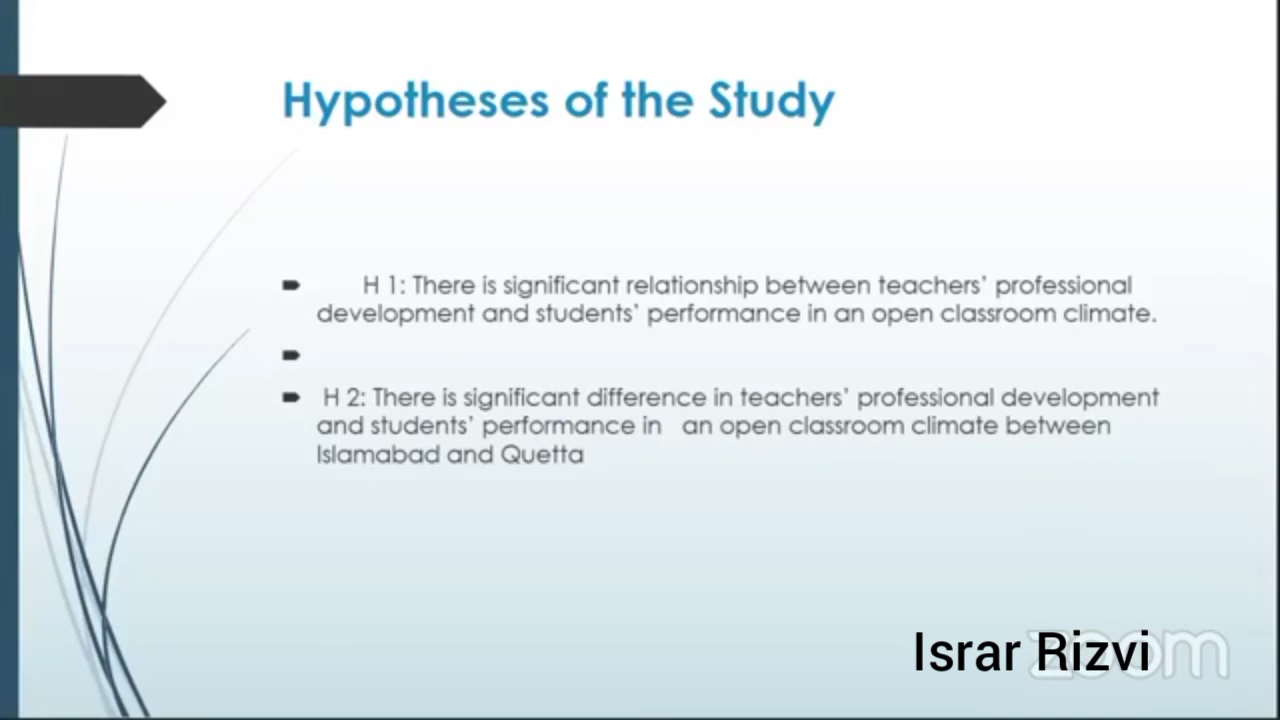 Hypotheses of the Study
H 1: There is significant relationship between teachers' professional
development and students' performance in an open classroom climate.
H 2: There is significant difference in teachers' professional development
and students' performance in an open classroom climate between
Islamabad and Quetta
Israr Rizvi
zoom